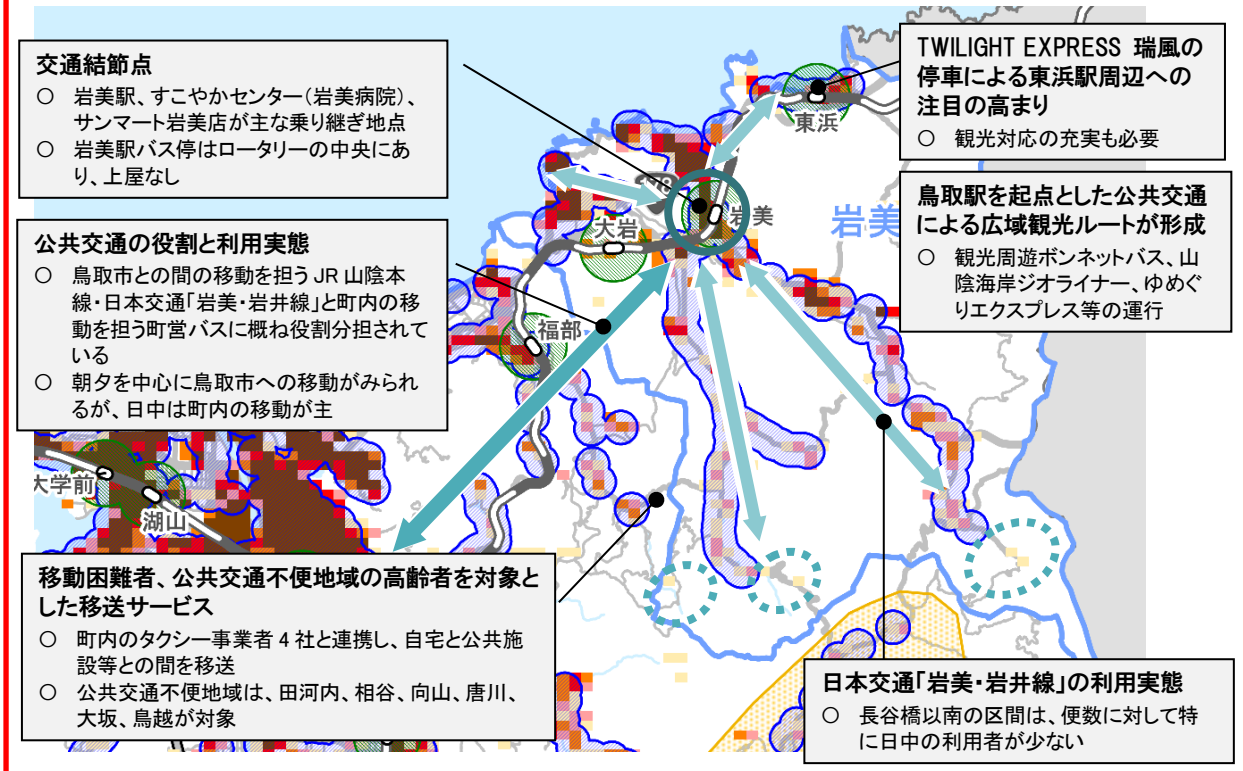 交通結節点
○ 岩美駅、すこやかセンター(岩美病院)、
サンマート岩美店が主な乗り継ぎ地点
○ 岩美駅バス停はロータリーの中央にあ
り、上屋なし
公共交通の役割と利用実態
○ 鳥取市との間の移動を担う JR 山陰本
線・日本交通「岩美・岩井線」と町内の移
動を担う町営バスに概ね役割分担されて
いる
○ 朝夕を中心に鳥取市への移動がみられ
るが、日中は町内の移動が主
移動困難者、公共交通不便地域の高齢者を対象と
した移送サービス
○ 町内のタクシー事業者 4 社と連携し、自宅と公共施
設等との間を移送
○ 公共交通不便地域は、田河内、相谷、向山、唐川、
大坂、鳥越が対象
TWILIGHT EXPRESS 瑞風の
停車による東浜駅周辺への
注目の高まり
○ 観光対応の充実も必要
鳥取駅を起点とした公共交通
による広域観光ルートが形成
○ 観光周遊ボンネットバス、山
陰海岸ジオライナー、ゆめぐ
りエクスプレス等の運行
日本交通「岩美・岩井線」の利用実態
○ 長谷橋以南の区間は、便数に対して特
に日中の利用者が少ない
東浜
岩美
大岩
岩美
福部
大学前
湖山